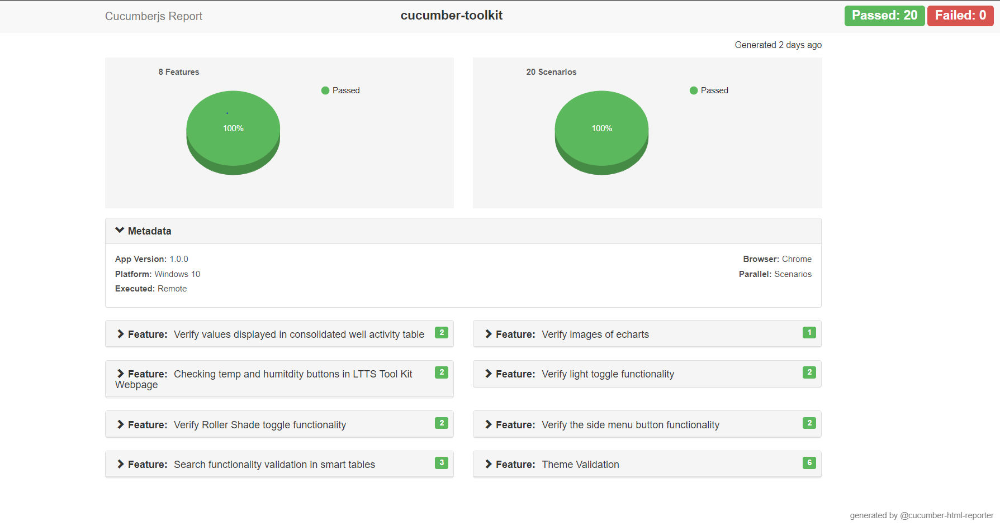 Cucumberjs Report
cucumber-toolkit
Passed: 20
Failed: 0
Generated 2 days ago
8 Features
Passed
100%
20 Scenarios
Passed
100%
Metadata
App Version: 1.0.0
Browser: Chrome
Platform: Windows 10
Parallel: Scenarios
Executed: Remote
Feature: Verify values displayed in consolidated well activity table 2
Feature: Verify images of echarts 1
Feature: Checking temp and humitdity buttons in LTTS Tool Kit 2
Webpage
Feature: Verify light toggle functionality 2
Feature: Verify Roller Shade toggle functionality 2
Feature: Verify the side menu button functionality 2
Feature: Search functionality validation in smart tables 3
Feature: Theme Validation 6
generated by @cucumber-html-reporter